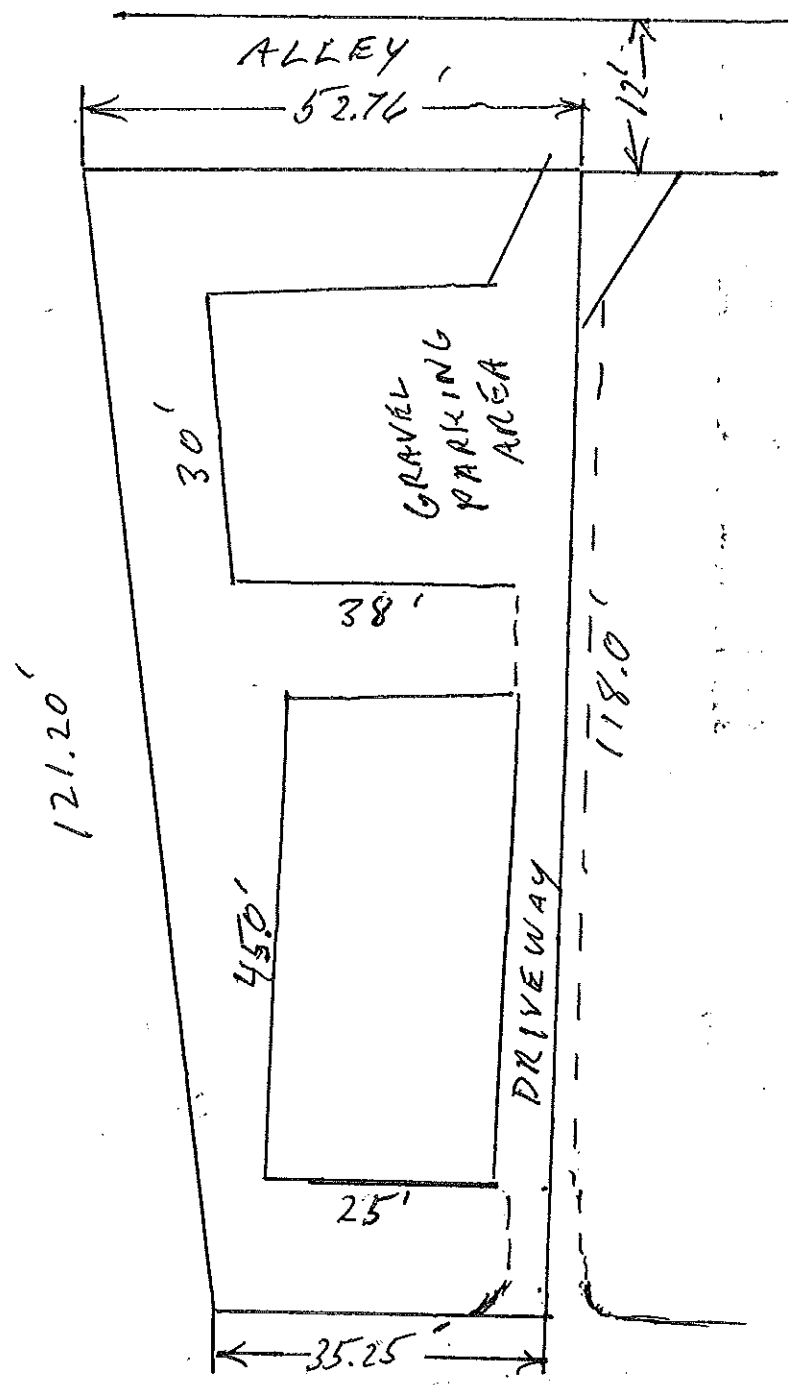 ALLEY
52.76'
12'
30'
GRAVEL
PARKING
AREA
38'
121.20'
118.0'
45.0'
DRIVEWAY
25'
35.25'